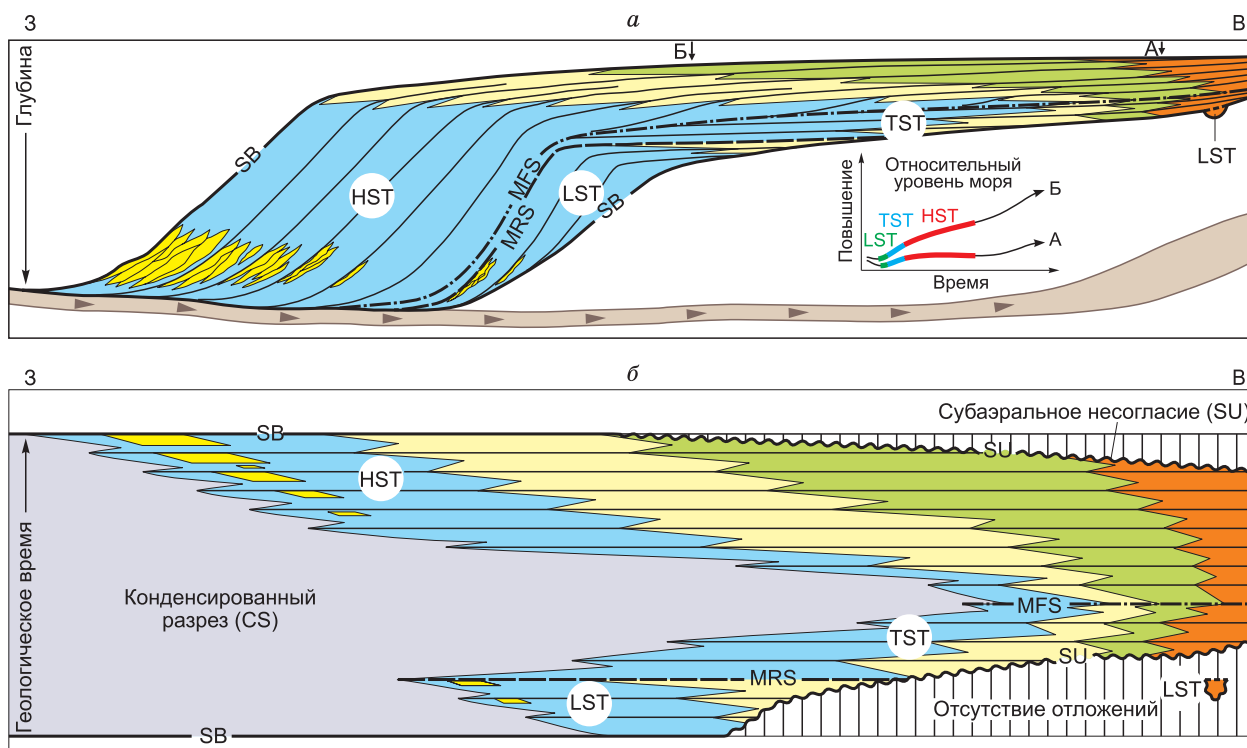 З
а
В
Глубина
Б
А
SB
HST
MFS
MRS
LST
SB
TST
LST
Относительный
уровень моря
Повышение
TST HST
LST
Б
А
Время
З
б
В
Геологическое время
SB
Субаэральное несогласие (SU)
SU
HST
Конденсированный
разрез (CS)
MFS
TST
SU
MRS
LST
LST
Отсутствие отложений
SB